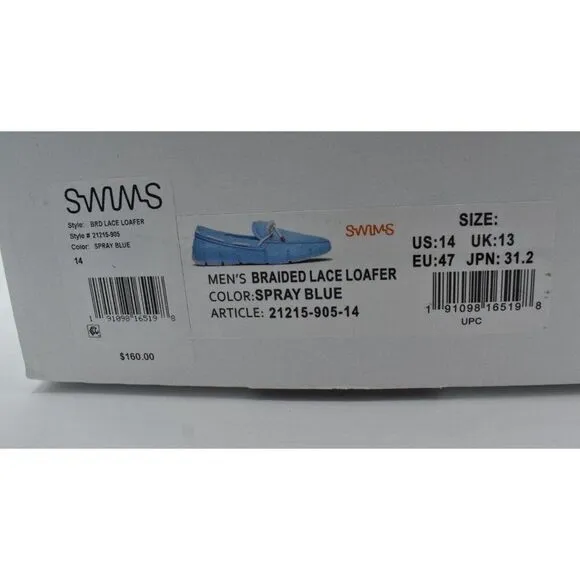 SWIMS
Style: BRD LACE LOAFER
Style # 21215-905
Color: SPRAY BLUE
14
1 91098 16519 8
$160.00
SWIMS
MEN'S BRAIDED LACE LOAFER
COLOR:SPRAY BLUE
ARTICLE: 21215-905-14
SIZE:
US:14 UK:13
EU:47 JPN: 31.2
1 91098 16519 8
UPC